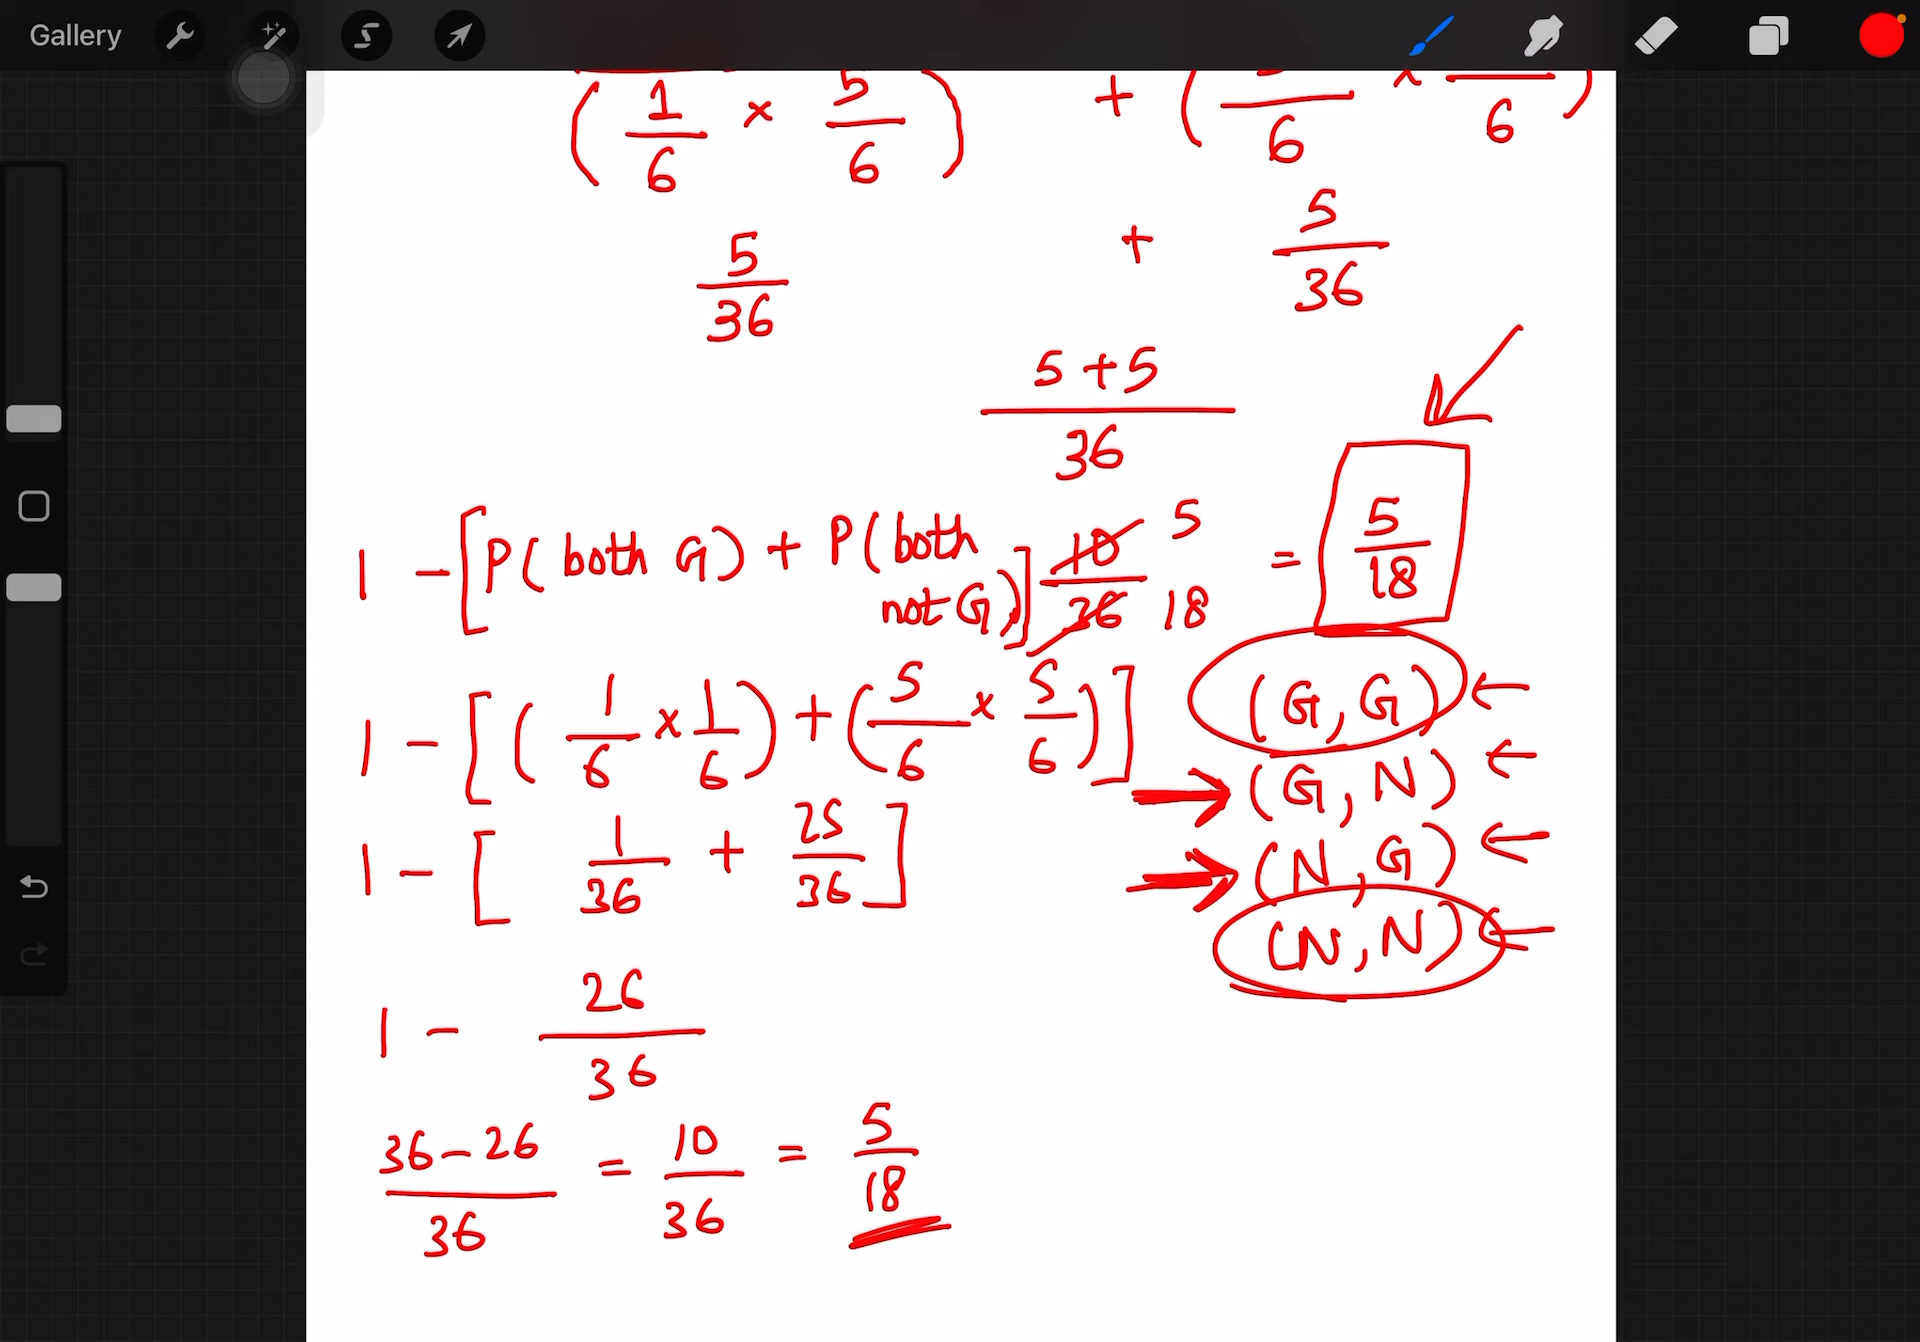 Gallery
( 1/6 × 5/6 ) + ( /6 × /6 )
5/36 + 5/36
5 + 5
36
1 - [P( both G) + P( both not G)] 10/36 5 18 = 5/18
1 - [( 1/6 × 1/6 ) + ( 5/6 × 5/6 )]
(G, G) ←
→ (G, N) ←
1 - [ 1/36 + 25/36 ]
→ (N, G) ←
(N, N) ←
1 - 26/36
36 - 26/36 = 10/36 = 5/18